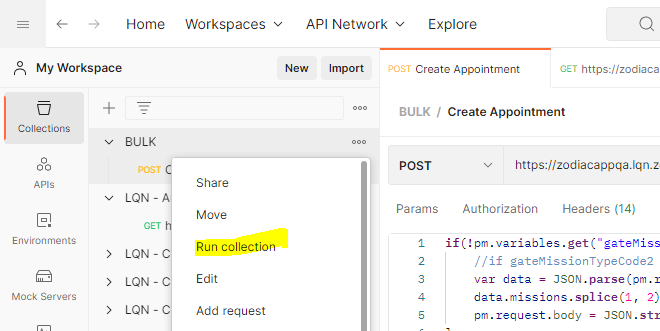 Home Workspaces API Network Explore
My Workspace New Import
POST Create Appointment GET https://zodiac
Collections
BULK
BULK / Create Appointment
POST C
POST https://zodiacappqa.lqn.z
Share
APIs
LQN - A
Move
Params Authorization Headers (14)
GET h
Run collection
Environments
LQN - C
Edit
LQN - C
Mock Servers
Add request
LQN - C
1 if(!pm.variables.get("gateMiss
2 //if gateMissionTypeCode2
3 var data = JSON.parse(pm.r
4 data.missions.splice(1, 2)
5 pm.request.body = JSON.str